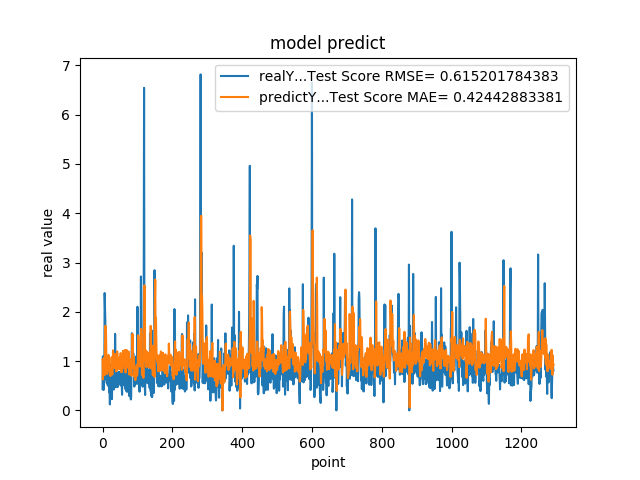 model predict
realY...Test Score RMSE= 0.615201784383
predictY...Test Score MAE= 0.42442883381
real value
7
6
5
4
3
2
1
0
0 200 400 600 800 1000 1200
point